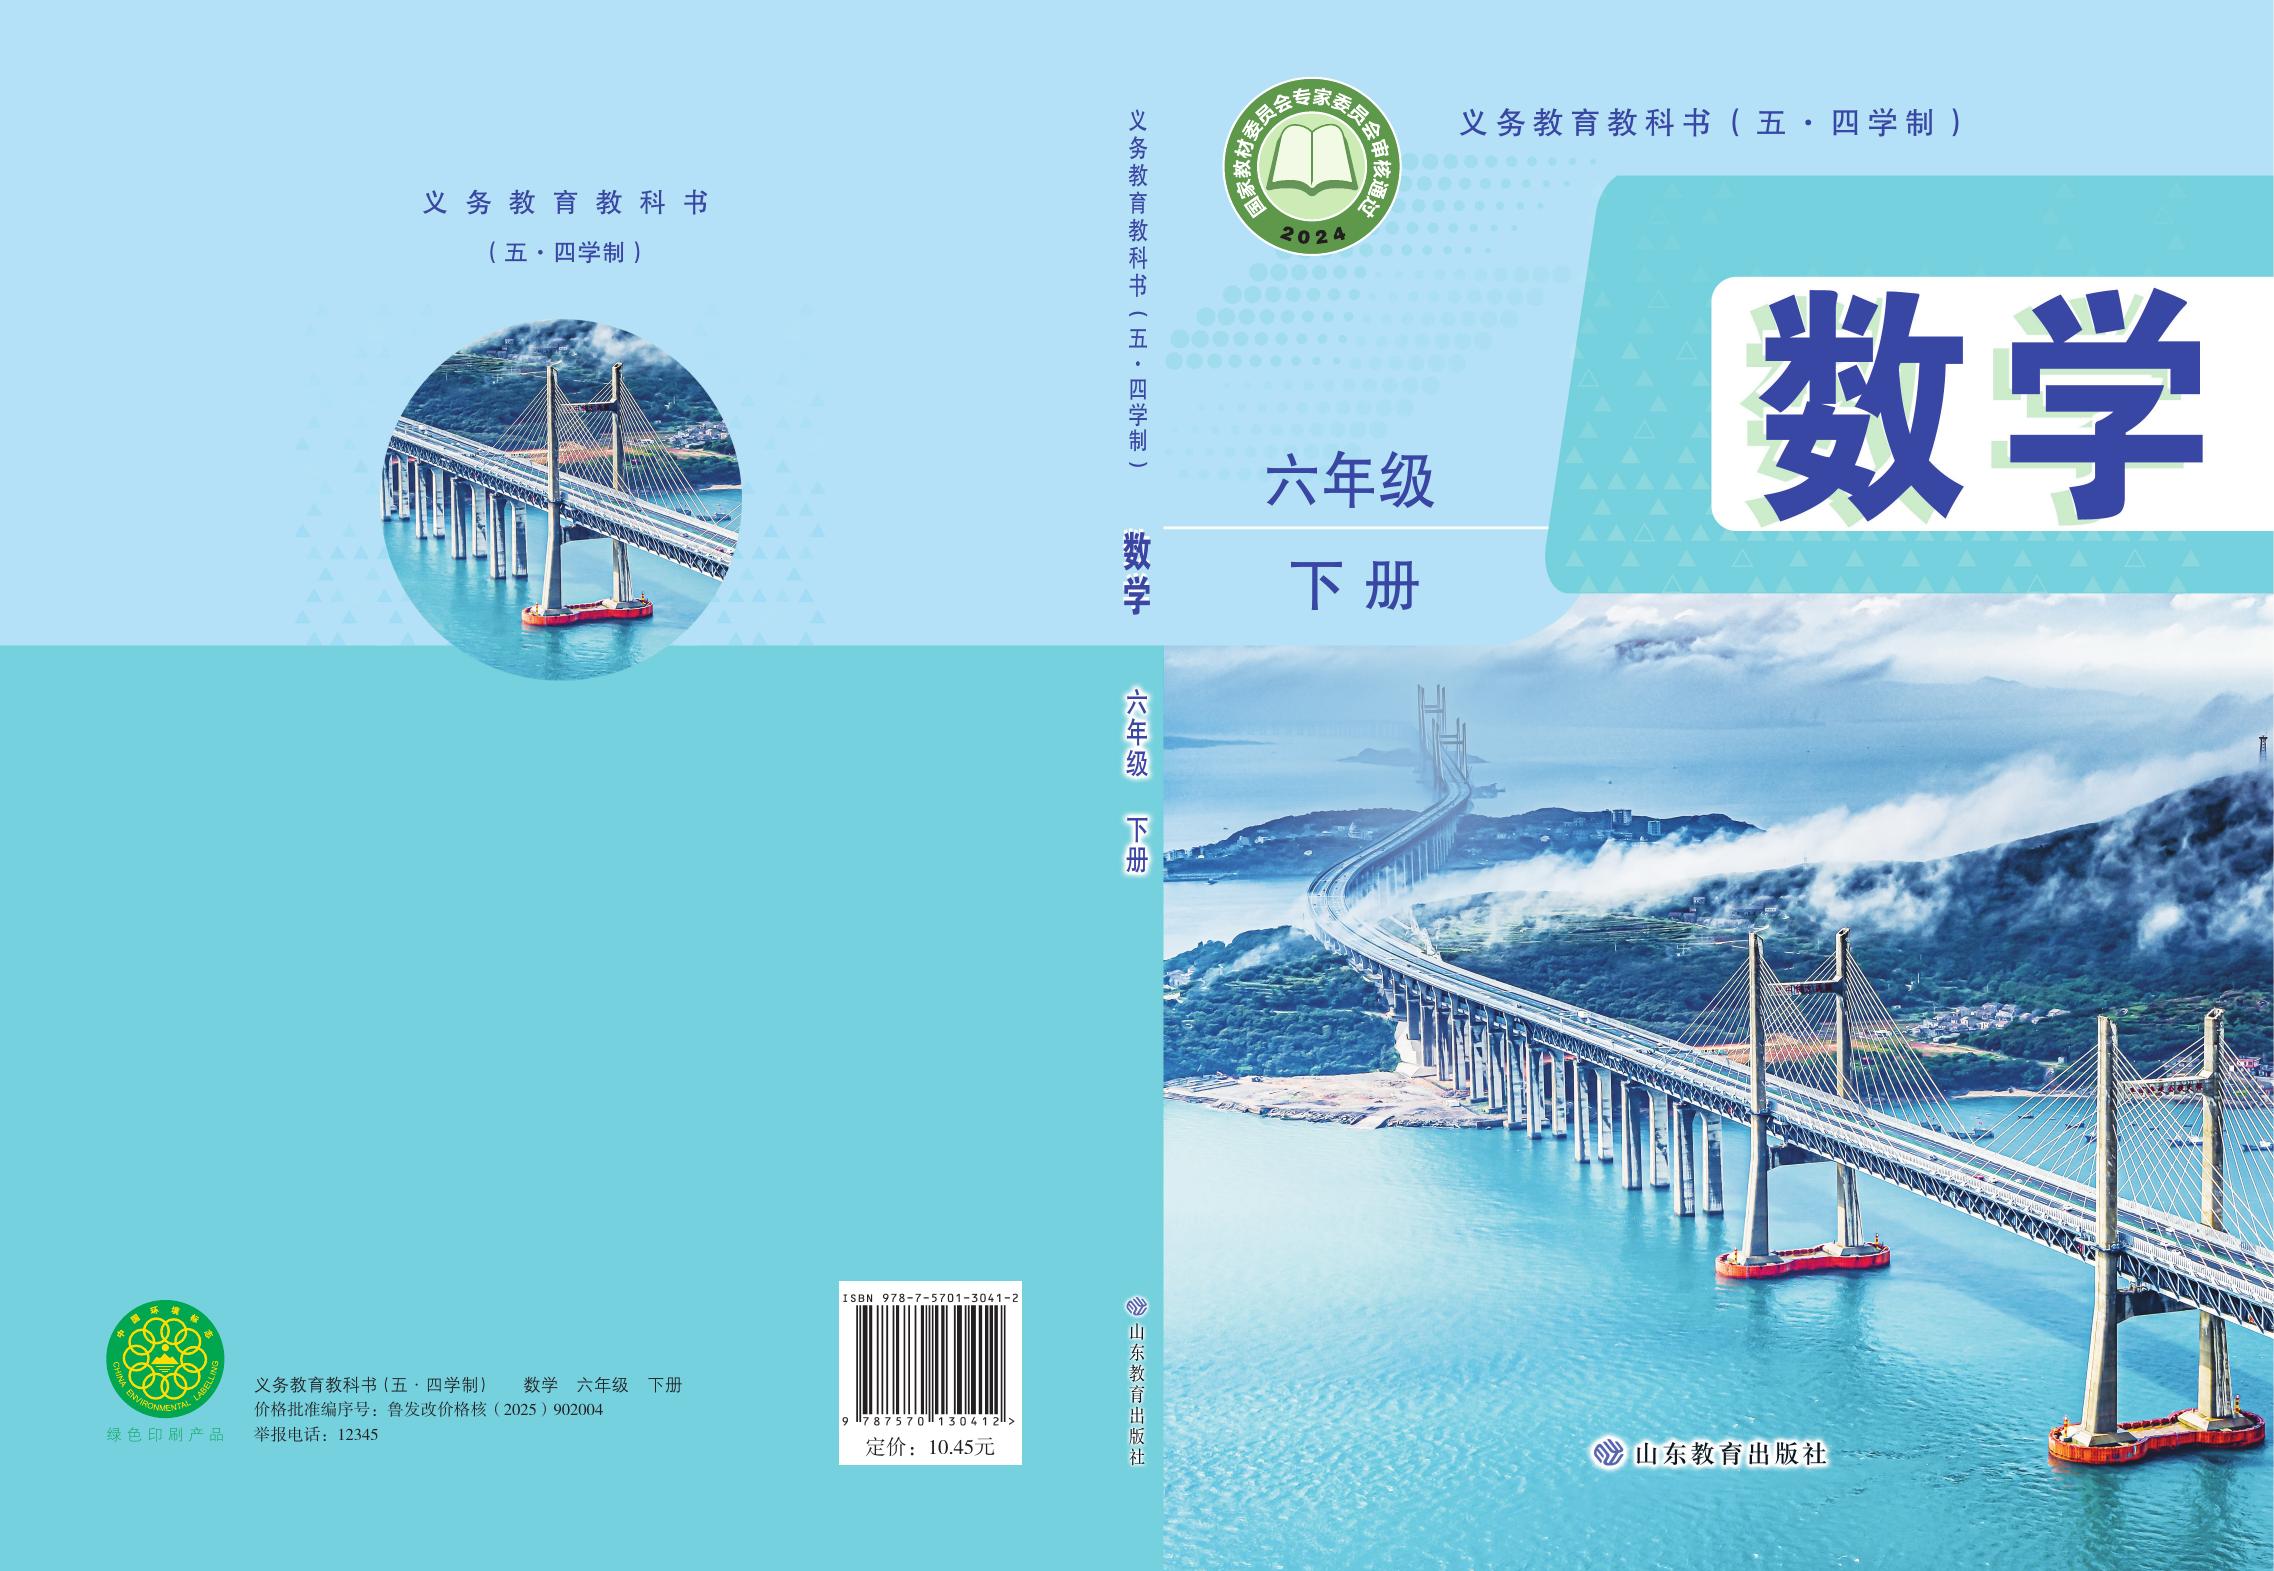 义务教育教科书
（五·四学制）
中国环境标志
CHINA ENVIRONMENTAL LABELLING
绿色印刷产品
义务教育教科书（五·四学制） 数学 六年级 下册
价格批准编序号：鲁发改价格核（2025）902004
举报电话：12345
ISBN 978-7-5701-3041-2
9 787570 130412 >
定价：10.45元
义务教育教科书（五·四学制）
数学
六年级
下册
山东教育出版社
国家教材委员会专家委员会审核通过
2024
义务教育教科书（五·四学制）
数学
六年级
下册
山东教育出版社